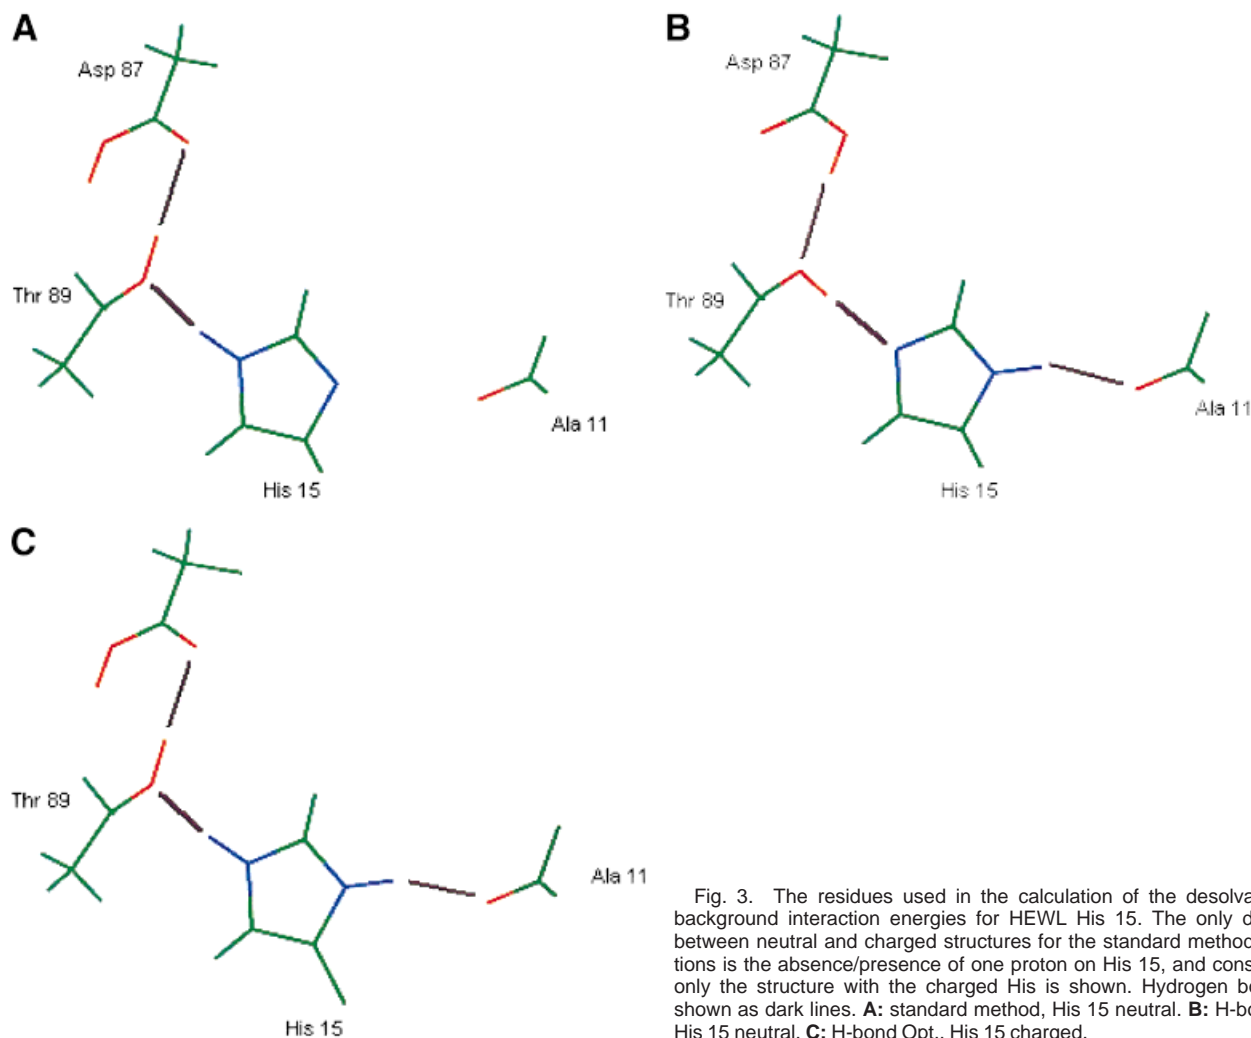 A
Asp 87
Thr 89
Ala 11
His 15
B
Asp 87
Thr 89
Ala 11
His 15
C
Thr 89
Ala 11
His 15
Fig. 3. The residues used in the calculation of the desolva
background interaction energies for HEWL His 15. The only d
between neutral and charged structures for the standard method
tions is the absence/presence of one proton on His 15, and cons
only the structure with the charged His is shown. Hydrogen b
shown as dark lines. A: standard method, His 15 neutral. B: H-b
His 15 neutral. C: H-bond Opt., His 15 charged.